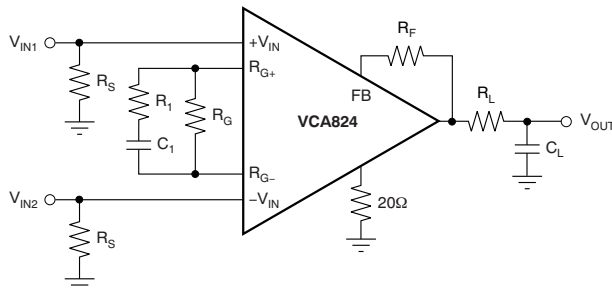 V_IN1
+V_IN
R_F
R_S
R_G+
R_1
R_G
FB
R_L
V_OUT
VCA824
C_1
C_L
R_G−
V_IN2
−V_IN
20Ω
R_S